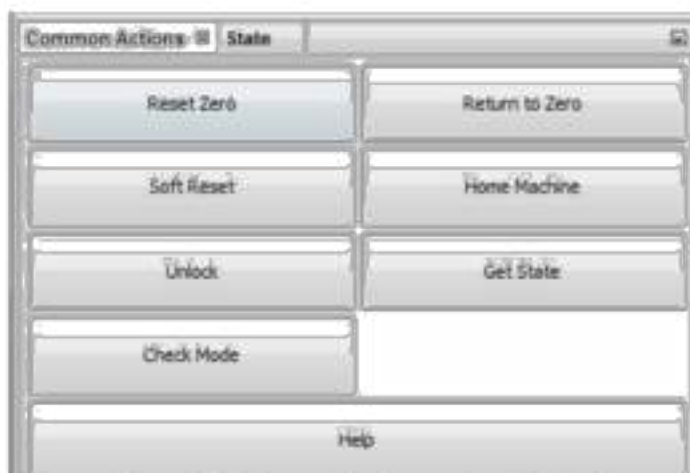 Common Actions State
Reset Zero Return to Zero
Soft Reset Home Machine
Unlock Get State
Check Mode
Help